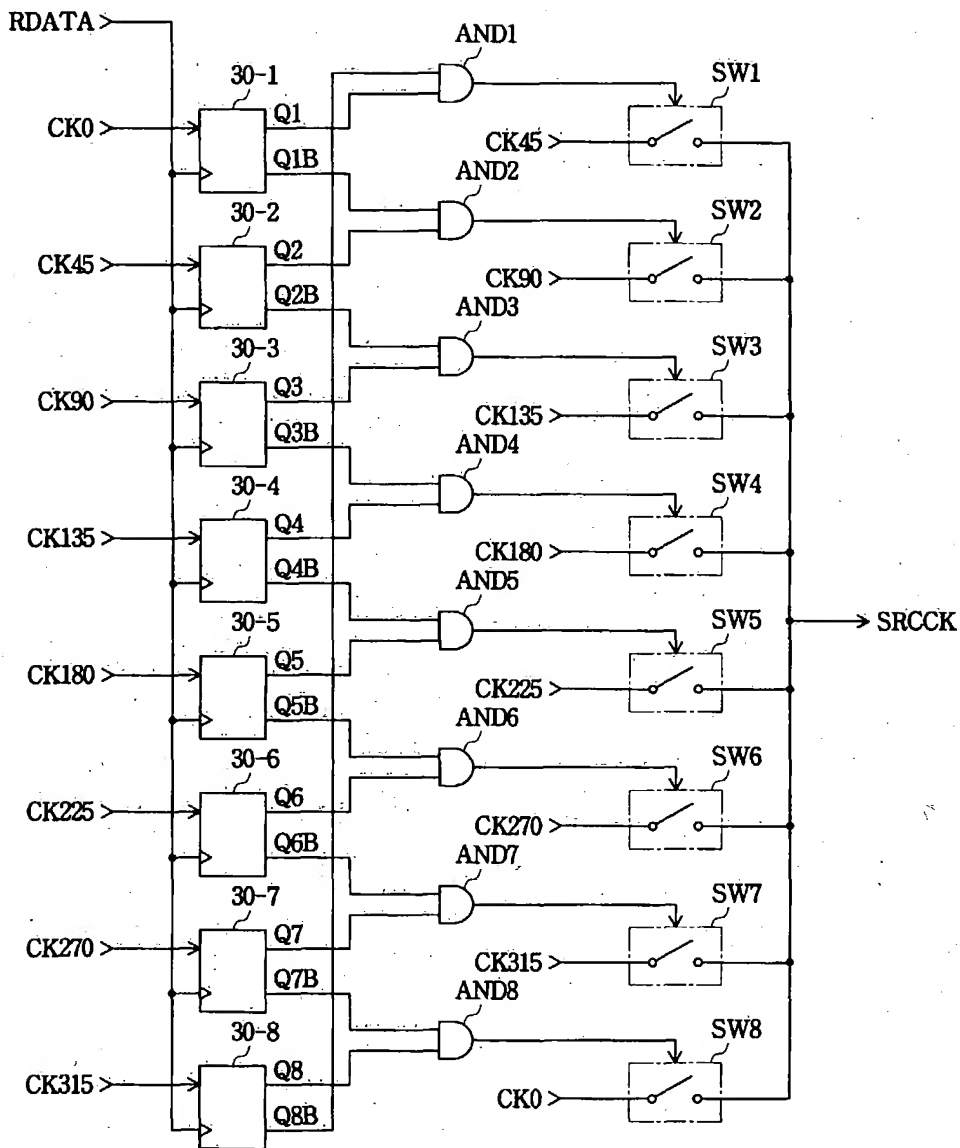 RDATA
AND1
30-1
SW1
CK0
Q1
CK45
Q1B
AND2
30-2
SW2
CK45
Q2
CK90
Q2B
AND3
30-3
SW3
CK90
Q3
CK135
Q3B
AND4
30-4
SW4
CK135
Q4
CK180
Q4B
AND5
30-5
SW5
SRCCK
CK180
Q5
CK225
Q5B
AND6
30-6
SW6
CK225
Q6
CK270
Q6B
AND7
30-7
SW7
CK270
Q7
CK315
Q7B
AND8
30-8
SW8
CK315
Q8
CK0
Q8B